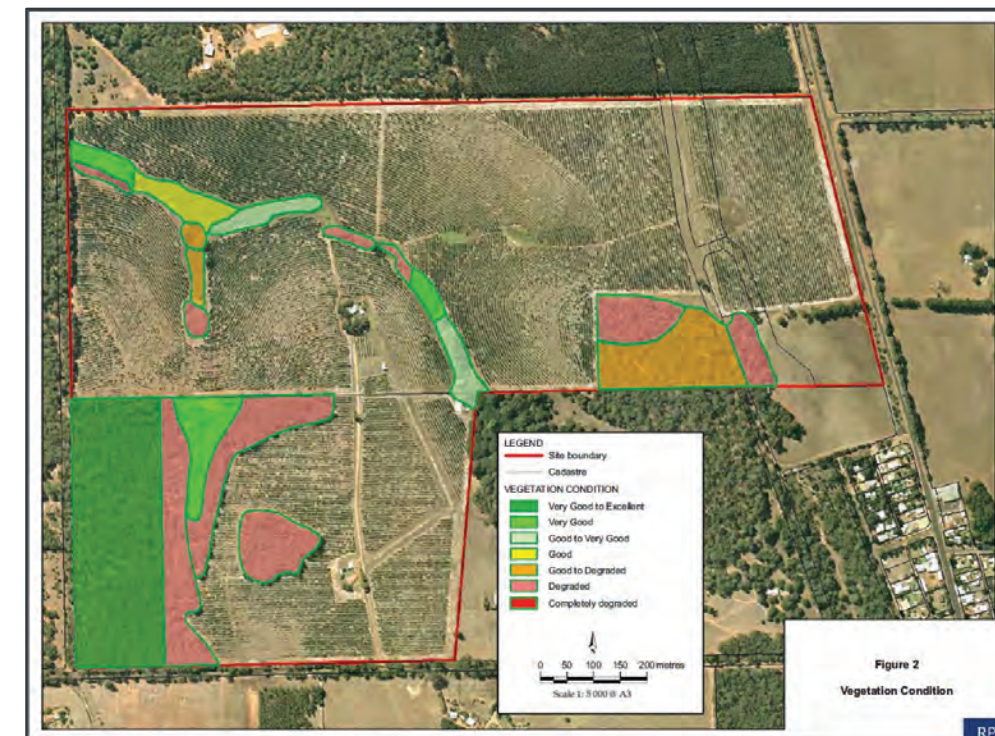 LEGEND
Site boundary
Cadastre
VEGETATION CONDITION
Very Good to Excellent
Very Good
Good to Very Good
Good
Good to Degraded
Degraded
Completely degraded
0 50 100 150 200 metres
Scale 1: 5 000 @ A3
Figure 2
Vegetation Condition